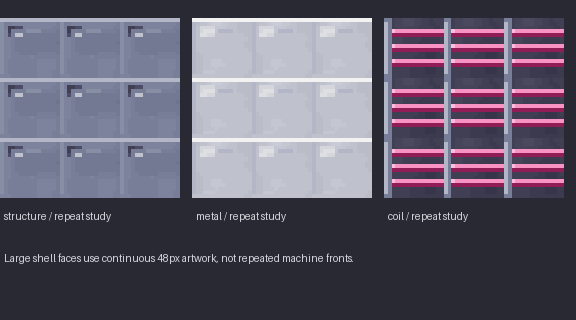 structure / repeat study
metal / repeat study
coil / repeat study
Large shell faces use continuous 48px artwork, not repeated machine fronts.